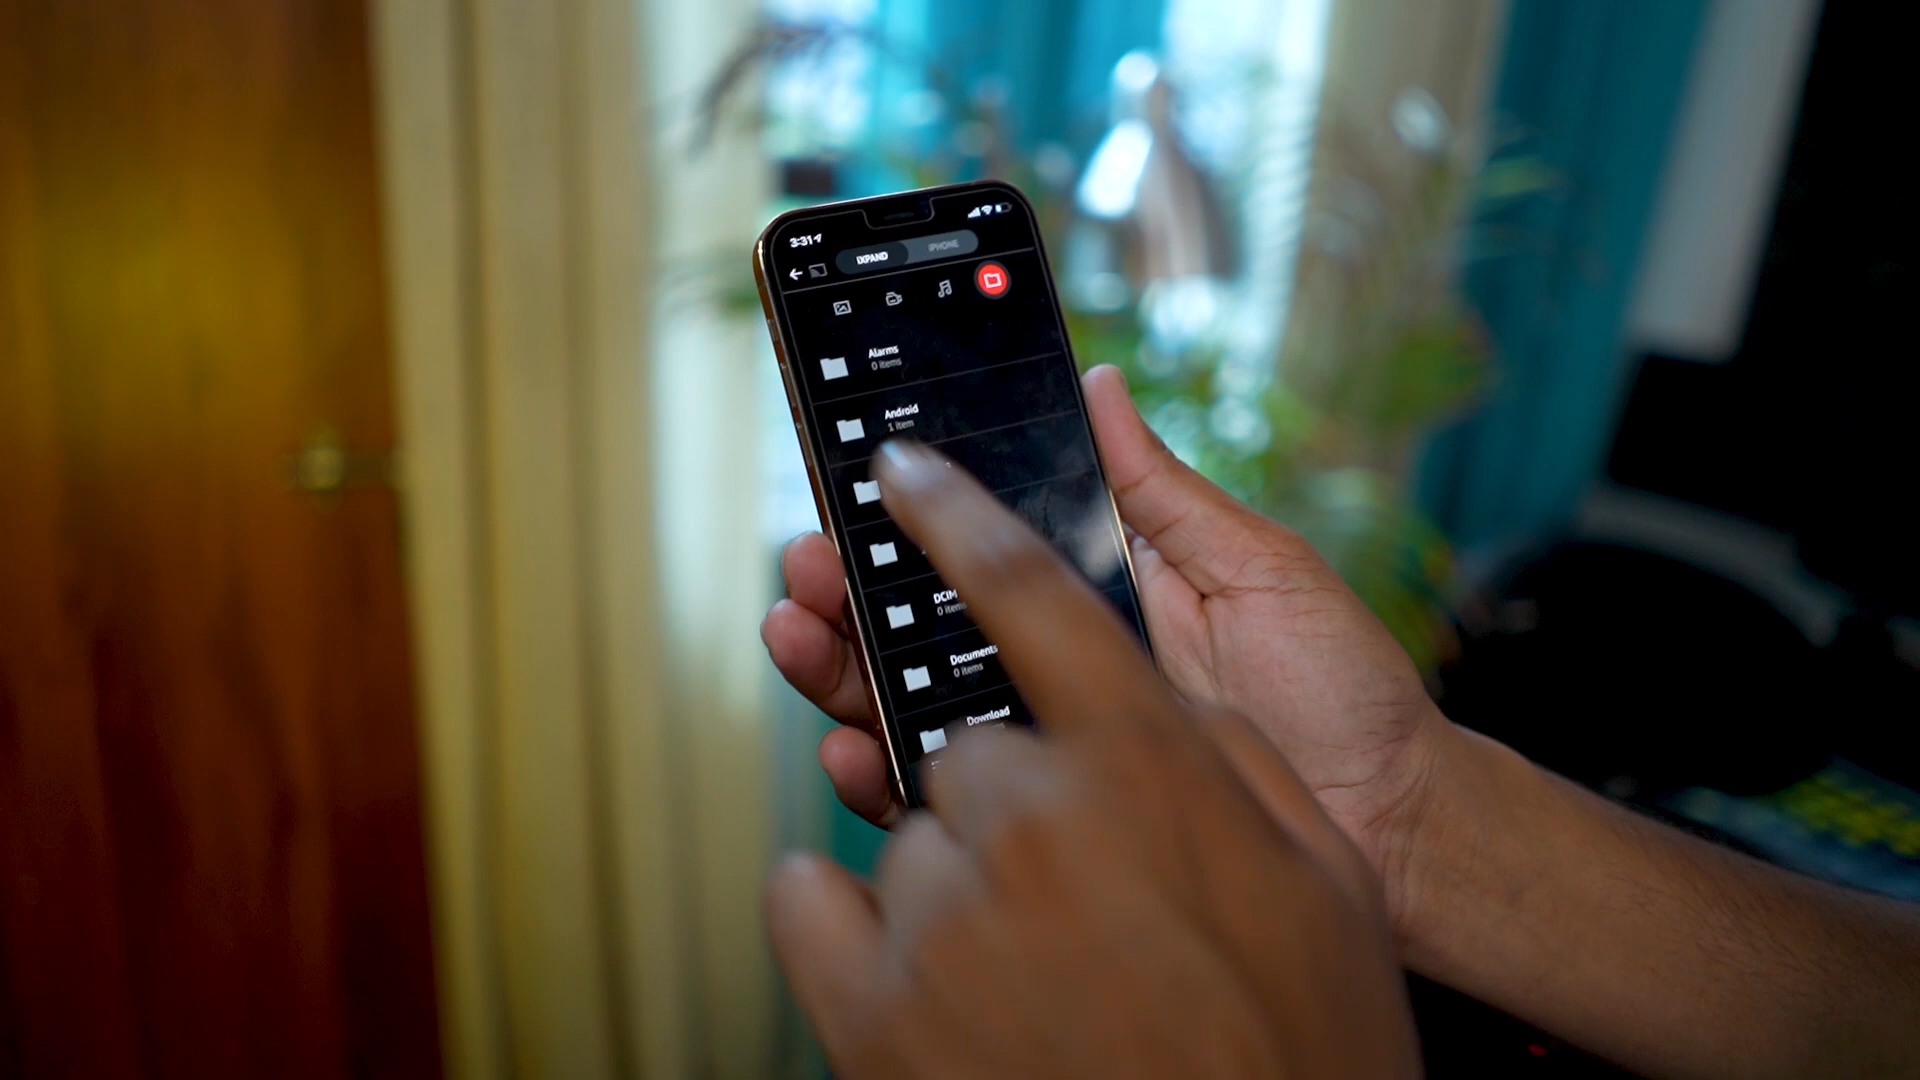 3:31
IXPAND
IPHONE
Alarms
0 items
Android
1 item
DCIM
0 items
Documents
0 items
Download